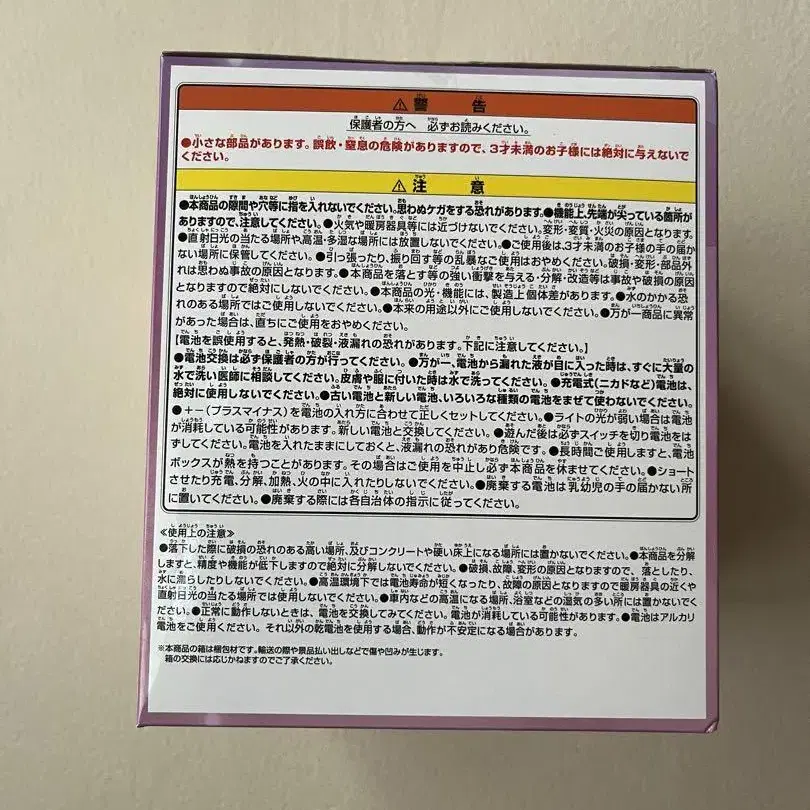 ⚠警告
保護者の方へ 必ずお読みください。
●小さな部品があります。誤飲・窒息の危険がありますので、3才未満のお子様には絶対に与えないで
ください。
⚠注意
●本商品の隙間や穴等に指を入れないでください。思わぬケガをする恐れがあります。●機能上、先端が尖っている箇所が
ありますので、注意してください。●火気や暖房器具等には近づけないでください。変形・変質・火災の原因となります。
●直射日光の当たる場所や高温・多湿な場所には放置しないでください。●ご使用後は3才未満のお子様の手の届か
ない場所に保管してください。●引っ張ったり、振り回す等の乱暴なご使用はおやめください。破損・変形・部品外
れは思わぬ事故の原因となります。●本商品を落とす等の強い衝撃を与える・分解・改造等は事故や破損の原因
となりますので絶対にしないでください。●本商品の光・機能には、製造上個体差があります。●水のかかる恐
れのある場所ではご使用しないでください。●本来の用途以外にご使用しないでください。●万が一商品に異常
があった場合は、直ちにご使用をおやめください。
[電池を誤使用すると、発熱・破裂・液漏れの恐れがあります。下記に注意してください。]
●電池交換は必ず保護者の方が行ってください。●万が一、電池から漏れた液が目に入った時は、すぐに大量の
水で洗い医師に相談してください。皮膚や服に付いた時は水で洗ってください。●充電式(ニカドなど)電池は、
絶対に使用しないでください。●古い電池と新しい電池、いろいろな種類の電池をまぜて使わないでください。
●+−(プラスマイナス)を電池の入れ方に合わせて正しくセットしてください。●ライトの光が弱い場合は電池
が消耗している可能性があります。新しい電池と交換してください。●遊んだ後は必ずスイッチを切り電池をは
ずしてください。電池を入れたままにしておくと、液漏れの恐れがあり危険です。●長時間ご使用しますと、電池
ボックスが熱を持つことがあります。その場合はご使用を中止し必ず本商品を休ませてください。●ショート
させたり充電、分解、加熱、火の中に入れたりしないでください。●廃棄する電池は乳幼児の手の届かない所
に置いてください。●廃棄する際には各自治体の指示に従ってください。
≪使用上の注意≫
●落下した際に破損の恐れのある高い場所、及びコンクリートや硬い床上になる場所には置かないでください。●本商品を分解
しますと、精度や機能が低下しますので絶対に分解しないでください。●破損、故障、変形の原因となりますので、落としたり、
水に濡らしたりしないでください。●高温環境下では電池寿命が短くなったり、故障の原因となりますので暖房器具の近くや
直射日光の当たる場所では使用しないでください。●車内などの高温になる場所、浴室などの湿気の多い所には置かないでく
ださい。●正常に動作しないときは、電池を交換してみてください。電池が消耗している可能性があります。●電池はアルカリ
電池をご使用ください。それ以外の乾電池を使用する場合、動作が不安定になる場合があります。
※本商品の箱は梱包材です。輸送の際や景品払い出しなどで傷や凹みが生じます。
箱の交換には応じかねますのでご了承ください。